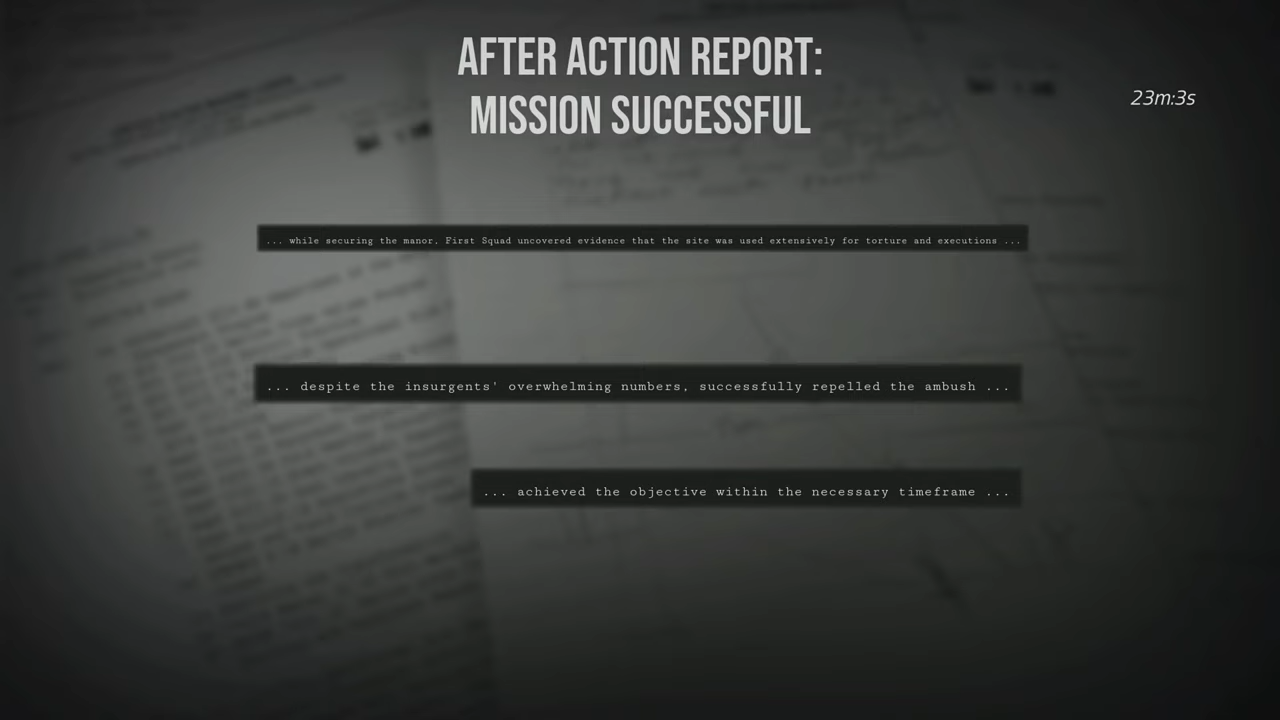 AFTER ACTION REPORT:
MISSION SUCCESSFUL
23m:3s
... while securing the manor, First Squad uncovered evidence that the site was used extensively for torture and executions ...
... despite the insurgents' overwhelming numbers, successfully repelled the ambush ...
... achieved the objective within the necessary timeframe ...